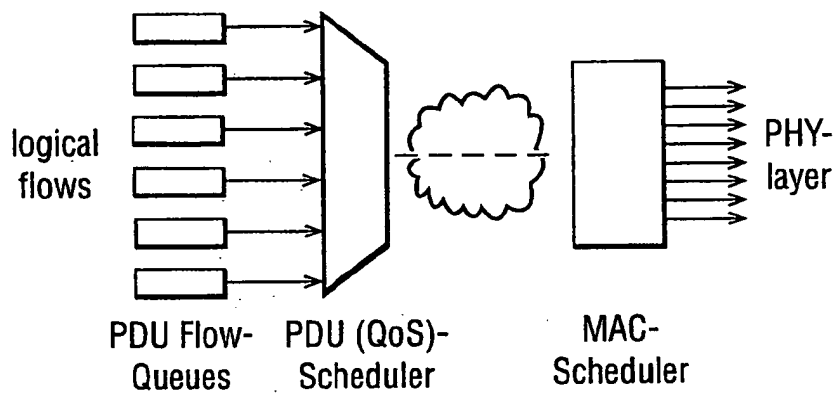 logical
flows
PHY-
layer
PDU Flow-
Queues
PDU (QoS)-
Scheduler
MAC-
Scheduler